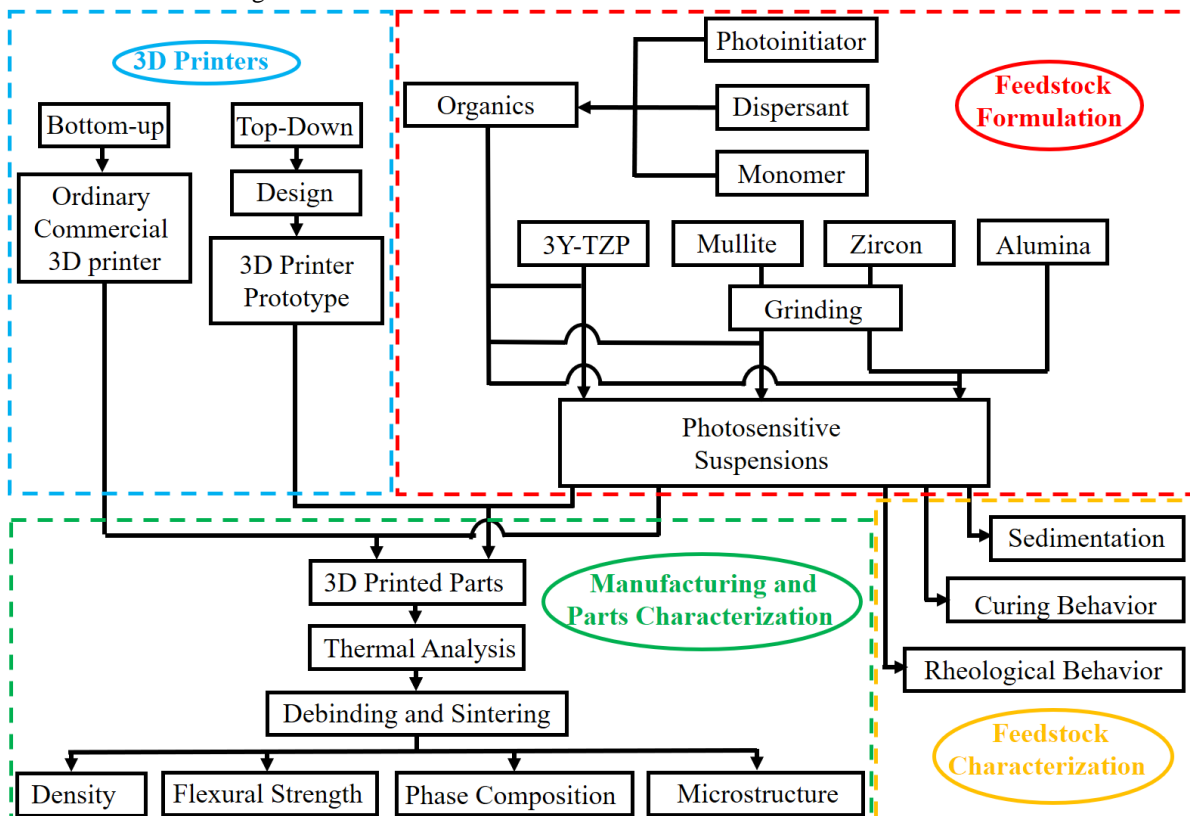 3D Printers
Bottom-up
Top-Down
Ordinary
Commercial
3D printer
Design
3D Printer
Prototype
Photoinitiator
Organics
Dispersant
Monomer
Feedstock
Formulation
3Y-TZP
Mullite
Zircon
Alumina
Grinding
Photosensitive
Suspensions
3D Printed Parts
Manufacturing and
Parts Characterization
Thermal Analysis
Debinding and Sintering
Density
Flexural Strength
Phase Composition
Microstructure
Sedimentation
Curing Behavior
Rheological Behavior
Feedstock
Characterization